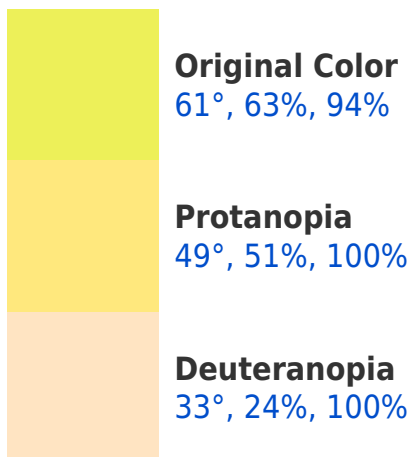 Original Color
61°, 63%, 94%
Protanopia
49°, 51%, 100%
Deuteranopia
33°, 24%, 100%